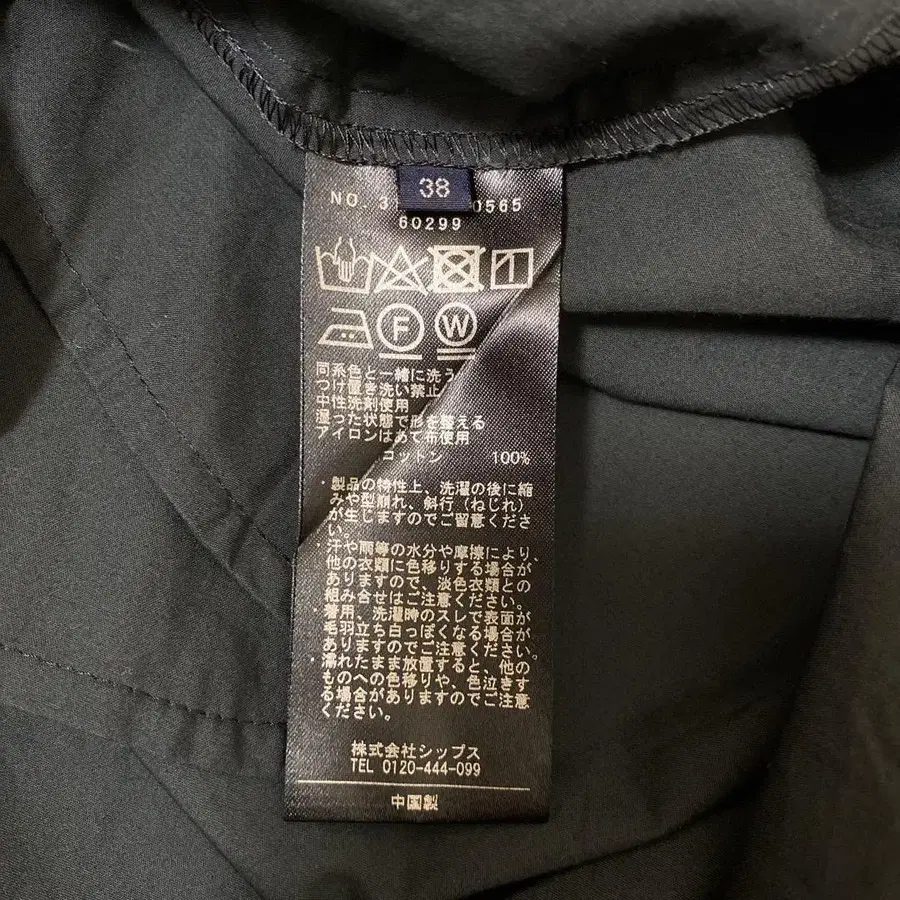 38
NO. 3 0565
60299
F W
同系色と一緒に洗う
つけ置き洗い禁止
中性洗剤使用
湿った状態で形を整える
アイロンはあて布使用
コットン 100%
・製品の特性上、洗濯の後に縮
みや型崩れ、斜行(ねじれ)
が生じますのでご留意くださ
い。
・汗や雨等の水分や摩擦により、
他の衣類に色移りする場合が
ありますので、淡色衣類との
組み合せはご注意ください。
・着用、洗濯時のスレで表面が
毛羽立ち白っぽくなる場合が
ありますのでご注意ください。
・濡れたまま放置すると、他の
ものへの色移りや、色泣きす
る場合がありますのでご注意
ください。
株式会社シップス
TEL 0120-444-099
中国製